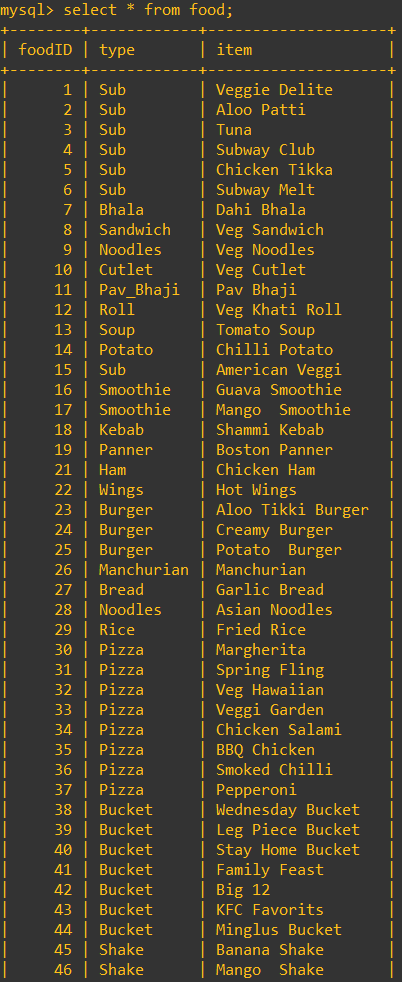 mysql> select * from food;
+--------+------------+--------------------+
| foodID | type       | item               |
+--------+------------+--------------------+
|      1 | Sub        | Veggie Delite      |
|      2 | Sub        | Aloo Patti         |
|      3 | Sub        | Tuna               |
|      4 | Sub        | Subway Club        |
|      5 | Sub        | Chicken Tikka      |
|      6 | Sub        | Subway Melt        |
|      7 | Bhala      | Dahi Bhala         |
|      8 | Sandwich   | Veg Sandwich       |
|      9 | Noodles    | Veg Noodles        |
|     10 | Cutlet     | Veg Cutlet         |
|     11 | Pav_Bhaji  | Pav Bhaji          |
|     12 | Roll       | Veg Khati Roll     |
|     13 | Soup       | Tomato Soup        |
|     14 | Potato     | Chilli Potato      |
|     15 | Sub        | American Veggi     |
|     16 | Smoothie   | Guava Smoothie     |
|     17 | Smoothie   | Mango  Smoothie    |
|     18 | Kebab      | Shammi Kebab       |
|     19 | Panner     | Boston Panner      |
|     21 | Ham        | Chicken Ham        |
|     22 | Wings      | Hot Wings          |
|     23 | Burger     | Aloo Tikki Burger  |
|     24 | Burger     | Creamy Burger      |
|     25 | Burger     | Potato  Burger     |
|     26 | Manchurian | Manchurian         |
|     27 | Bread      | Garlic Bread       |
|     28 | Noodles    | Asian Noodles      |
|     29 | Rice       | Fried Rice         |
|     30 | Pizza      | Margherita         |
|     31 | Pizza      | Spring Fling       |
|     32 | Pizza      | Veg Hawaiian       |
|     33 | Pizza      | Veggi Garden       |
|     34 | Pizza      | Chicken Salami     |
|     35 | Pizza      | BBQ Chicken        |
|     36 | Pizza      | Smoked Chilli      |
|     37 | Pizza      | Pepperoni          |
|     38 | Bucket     | Wednesday Bucket   |
|     39 | Bucket     | Leg Piece Bucket   |
|     40 | Bucket     | Stay Home Bucket   |
|     41 | Bucket     | Family Feast       |
|     42 | Bucket     | Big 12             |
|     43 | Bucket     | KFC Favorits       |
|     44 | Bucket     | Minglus Bucket     |
|     45 | Shake      | Banana Shake       |
|     46 | Shake      | Mango  Shake       |